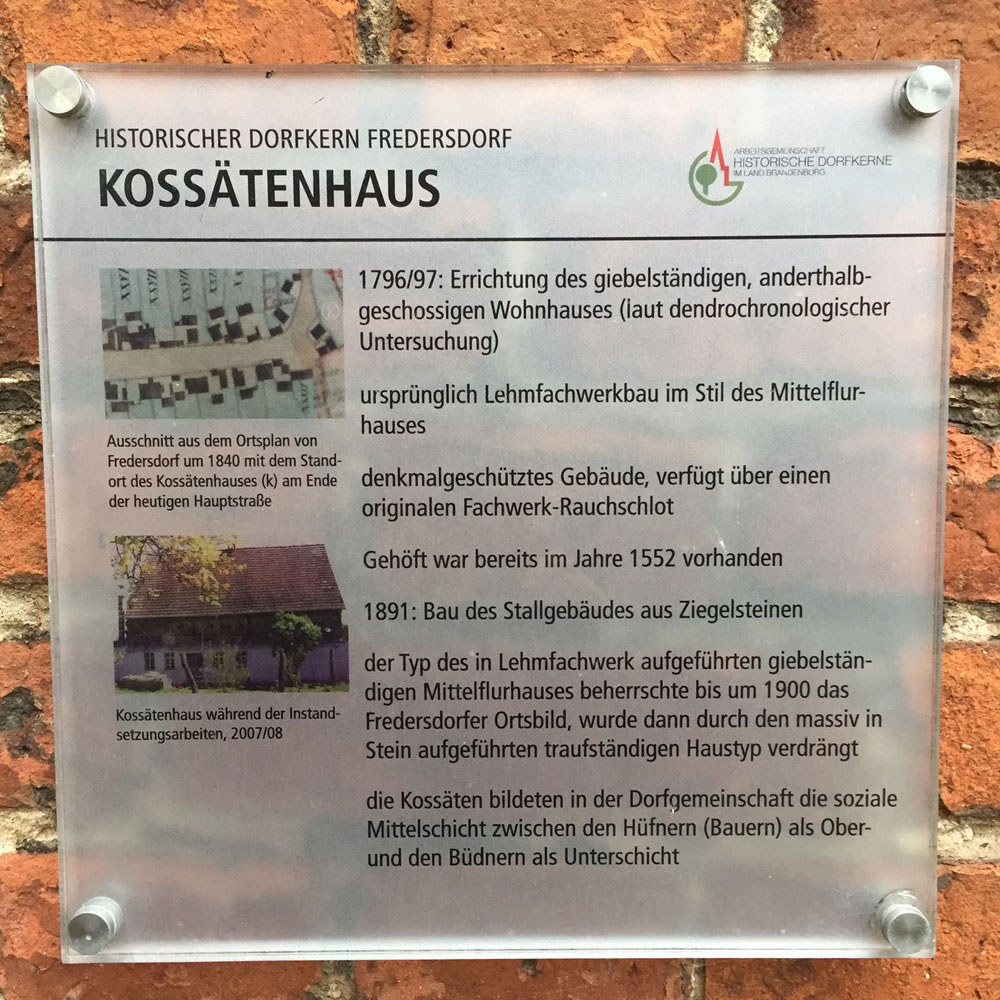 HISTORISCHER DORFKERN FREDERSDORF
KOSSÄTENHAUS
ARBEITSGEMEINSCHAFT
HISTORISCHE DORFKERNE
IM LAND BRANDENBURG
XXIII
Ausschnitt aus dem Ortsplan von
Fredersdorf um 1840 mit dem Stand-
ort des Kossätenhauses (k) am Ende
der heutigen Hauptstraße
Kossätenhaus während der Instand-
setzungsarbeiten, 2007/08
1796/97: Errichtung des giebelständigen, anderthalb-
geschossigen Wohnhauses (laut dendrochronologischer
Untersuchung)
ursprünglich Lehmfachwerkbau im Stil des Mittelflur-
hauses
denkmalgeschütztes Gebäude, verfügt über einen
originalen Fachwerk-Rauchschlot
Gehöft war bereits im Jahre 1552 vorhanden
1891: Bau des Stallgebäudes aus Ziegelsteinen
der Typ des in Lehmfachwerk aufgeführten giebelstän-
digen Mittelflurhauses beherrschte bis um 1900 das
Fredersdorfer Ortsbild, wurde dann durch den massiv in
Stein aufgeführten traufständigen Haustyp verdrängt
die Kossäten bildeten in der Dorfgemeinschaft die soziale
Mittelschicht zwischen den Hüfnern (Bauern) als Ober-
und den Büdnern als Unterschicht